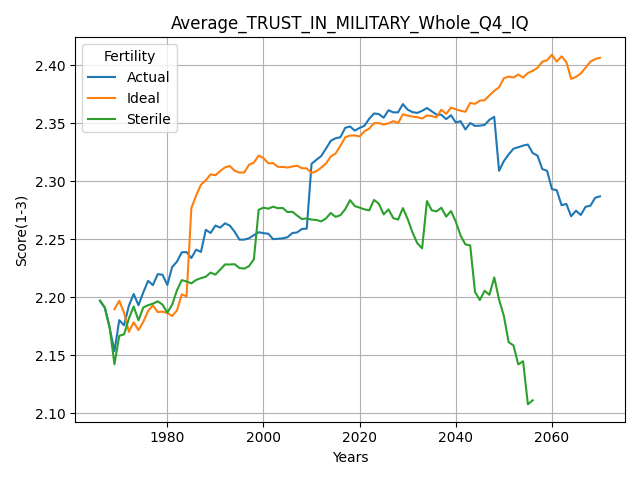 Average_TRUST_IN_MILITARY_Whole_Q4_IQ
Fertility
Actual
Ideal
Sterile
2.40
2.35
2.30
2.25
2.20
2.15
2.10
Score(1-3)
1980
2000
2020
2040
2060
Years